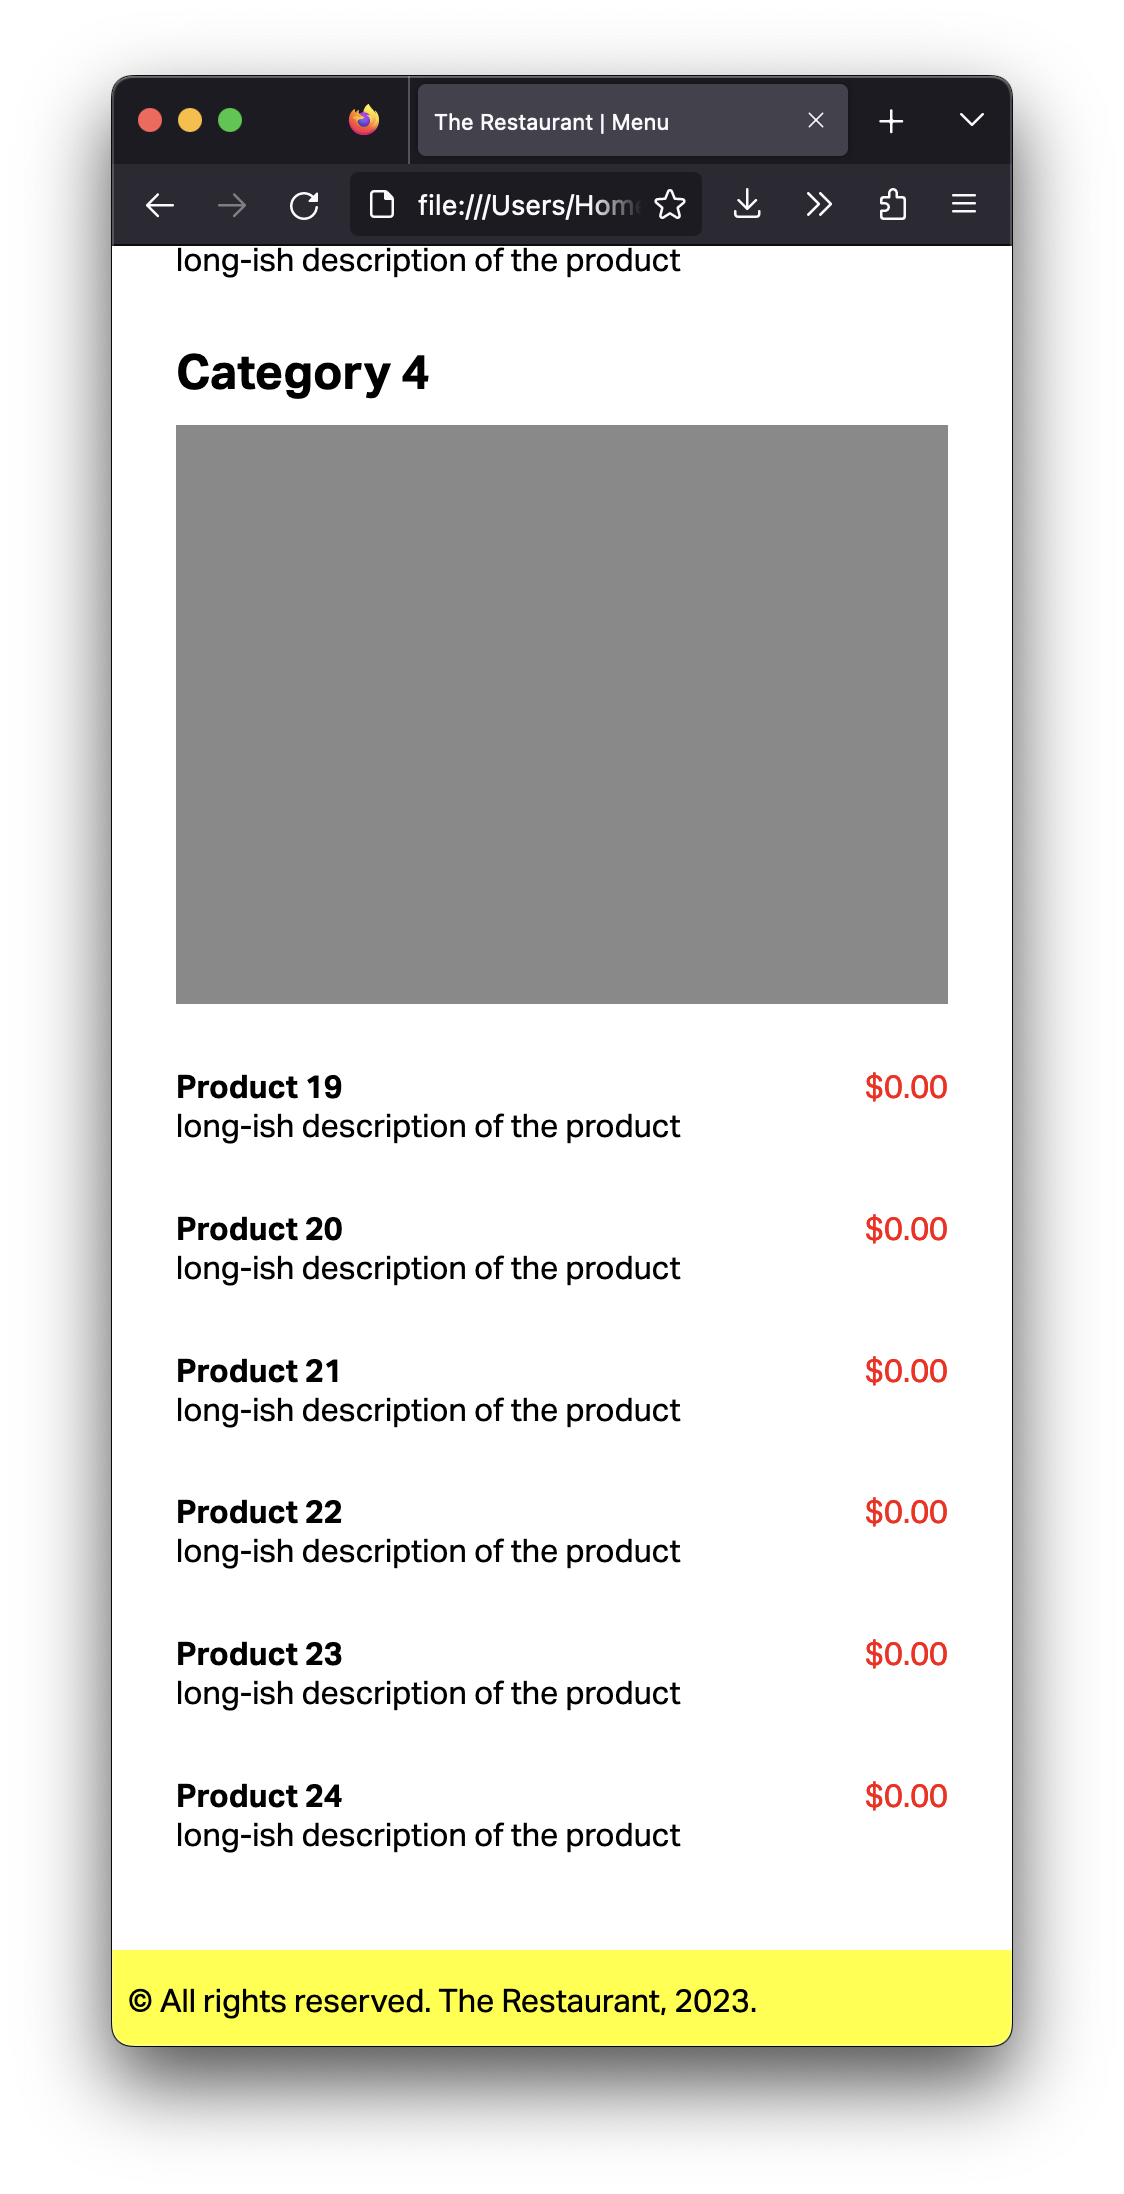 The Restaurant | Menu
file:///Users/Hom
long-ish description of the product
Category 4
Product 19 $0.00
long-ish description of the product
Product 20 $0.00
long-ish description of the product
Product 21 $0.00
long-ish description of the product
Product 22 $0.00
long-ish description of the product
Product 23 $0.00
long-ish description of the product
Product 24 $0.00
long-ish description of the product
© All rights reserved. The Restaurant, 2023.